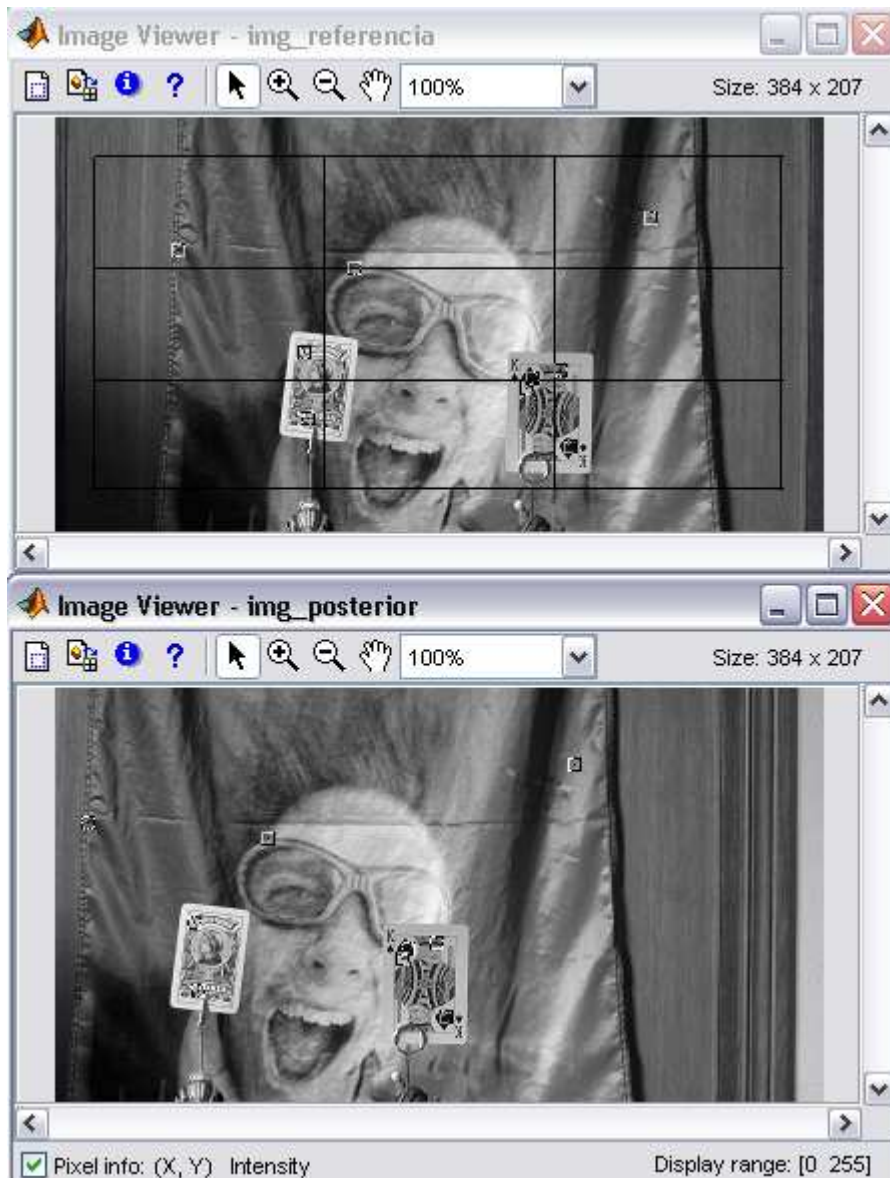 Image Viewer - img_referencia
100%
Size: 384 x 207
K
K
Image Viewer - img_posterior
100%
Size: 384 x 207
K
K
Pixel info: (X, Y) Intensity
Display range: [0 255]